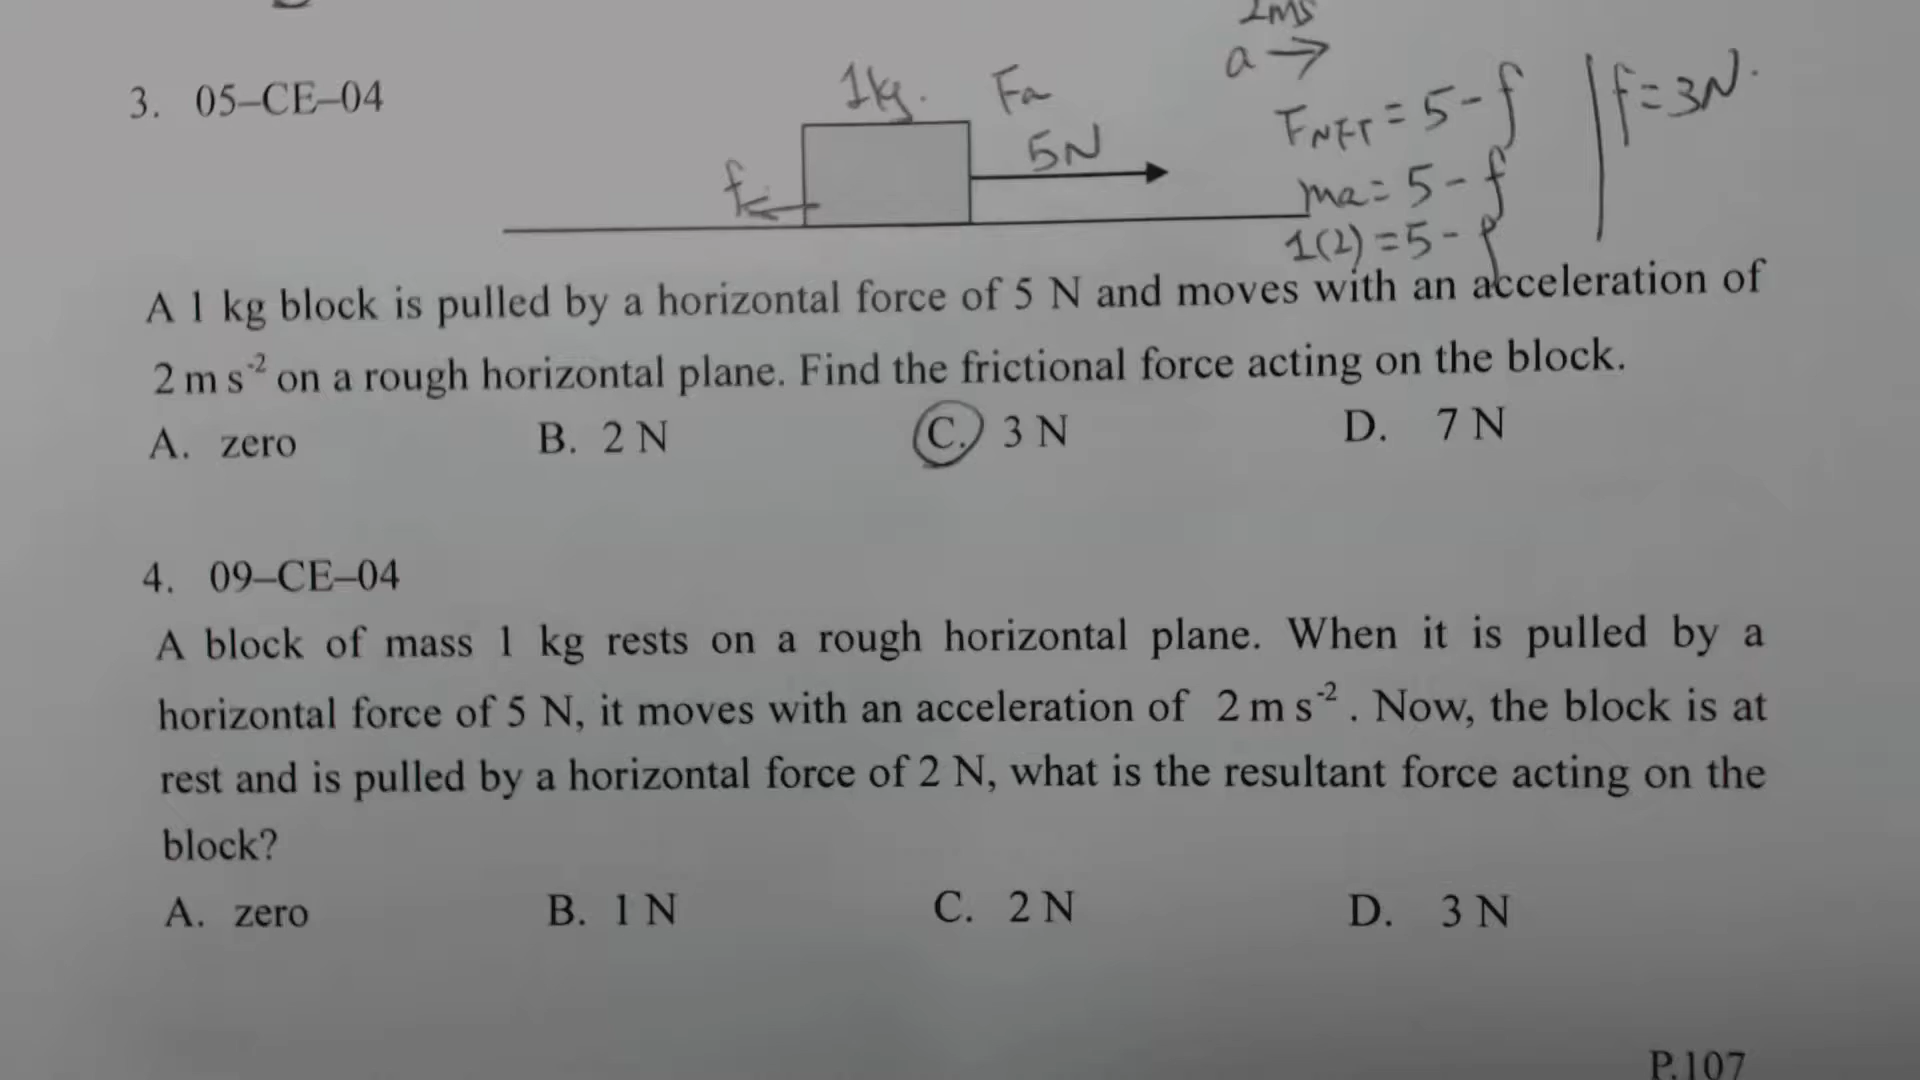 2ms
a →
3. 05–CE–04
1kg. Fa
5N
f
FNET = 5 - f
ma = 5 - f
1(2) = 5 - f
f = 3N.
A 1 kg block is pulled by a horizontal force of 5 N and moves with an acceleration of
2 m s⁻² on a rough horizontal plane. Find the frictional force acting on the block.
A. zero B. 2 N C. 3 N D. 7 N
4. 09–CE–04
A block of mass 1 kg rests on a rough horizontal plane. When it is pulled by a
horizontal force of 5 N, it moves with an acceleration of 2 m s⁻². Now, the block is at
rest and is pulled by a horizontal force of 2 N, what is the resultant force acting on the
block?
A. zero B. 1 N C. 2 N D. 3 N
P.107